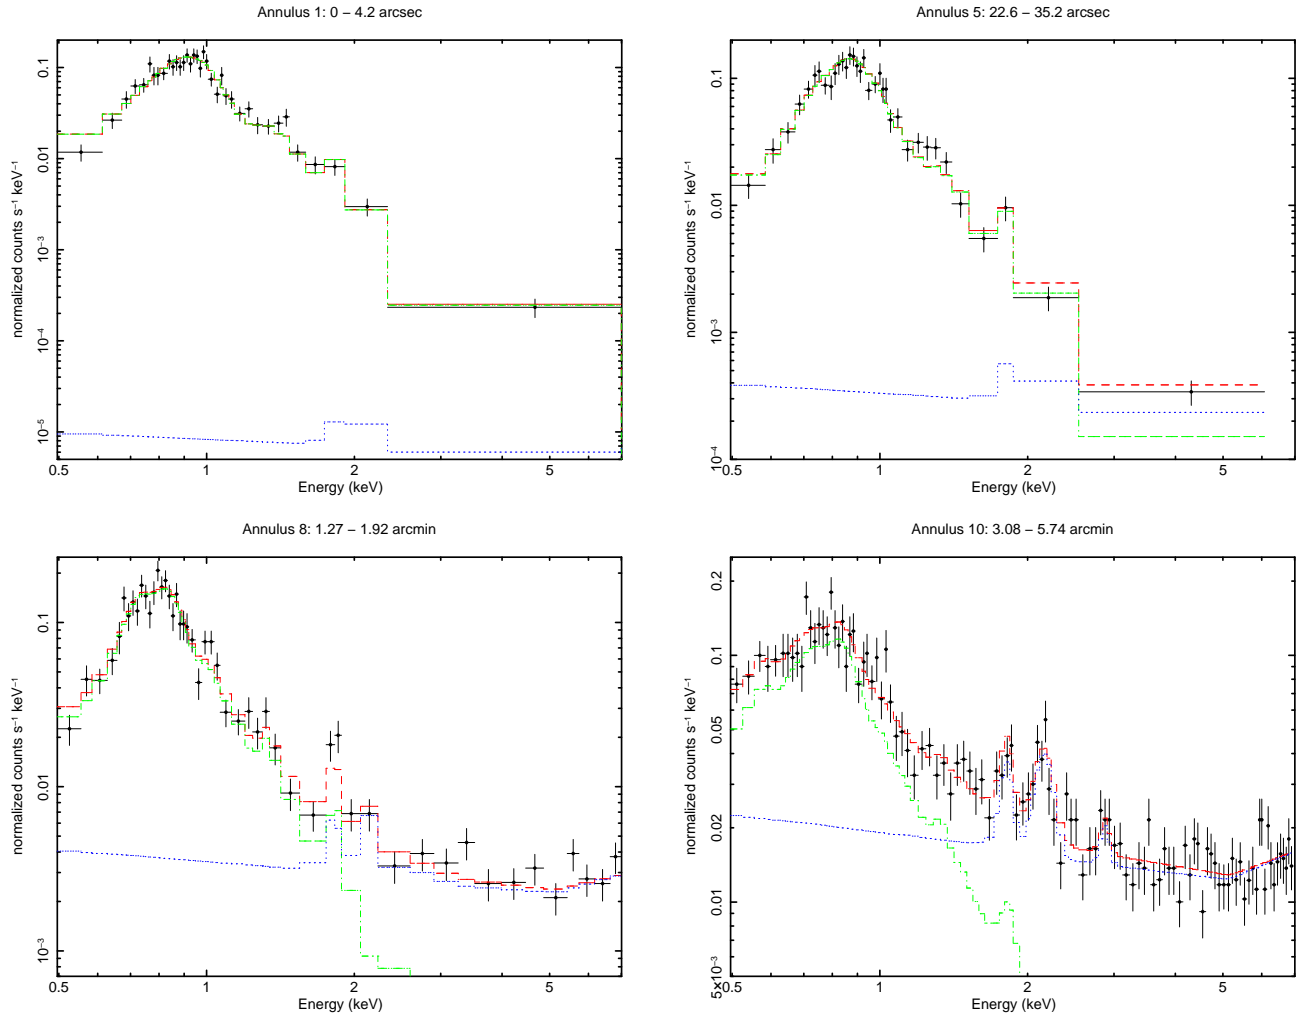 Annulus 1: 0 – 4.2 arcsec
normalized counts s⁻¹ keV⁻¹
0.1
0.01
10⁻³
10⁻⁴
10⁻⁵
0.5
1
2
5
Energy (keV)
Annulus 5: 22.6 – 35.2 arcsec
normalized counts s⁻¹ keV⁻¹
0.1
0.01
10⁻³
10⁻⁴
0.5
1
2
5
Energy (keV)
Annulus 8: 1.27 – 1.92 arcmin
normalized counts s⁻¹ keV⁻¹
0.1
0.01
10⁻³
0.5
1
2
5
Energy (keV)
Annulus 10: 3.08 – 5.74 arcmin
normalized counts s⁻¹ keV⁻¹
0.2
0.1
0.05
0.02
0.01
5×10⁻³
0.5
1
2
5
Energy (keV)